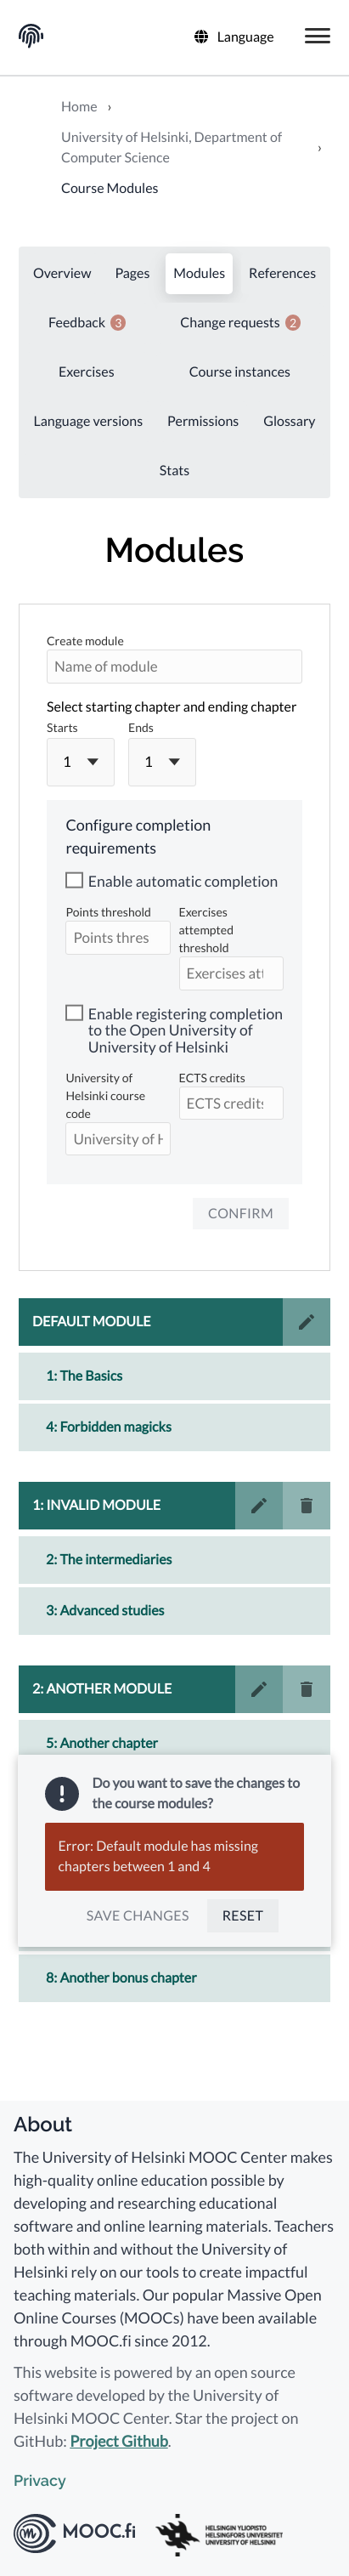 Language
Home ›
University of Helsinki, Department of
Computer Science ›
Course Modules
Overview Pages Modules References
Feedback 3 Change requests 2
Exercises Course instances
Language versions Permissions Glossary
Stats
Modules
Create module
Name of module
Select starting chapter and ending chapter
Starts Ends
1 1
Configure completion
requirements
Enable automatic completion
Points threshold
Points thres
Exercises
attempted
threshold
Exercises att
Enable registering completion
to the Open University of
University of Helsinki
University of
Helsinki course
code
University of H
ECTS credits
ECTS credits
CONFIRM
DEFAULT MODULE
1: The Basics
4: Forbidden magicks
1: INVALID MODULE
2: The intermediaries
3: Advanced studies
2: ANOTHER MODULE
5: Another chapter
Do you want to save the changes to
the course modules?
Error: Default module has missing
chapters between 1 and 4
SAVE CHANGES RESET
8: Another bonus chapter
About
The University of Helsinki MOOC Center makes
high-quality online education possible by
developing and researching educational
software and online learning materials. Teachers
both within and without the University of
Helsinki rely on our tools to create impactful
teaching materials. Our popular Massive Open
Online Courses (MOOCs) have been available
through MOOC.fi since 2012.
This website is powered by an open source
software developed by the University of
Helsinki MOOC Center. Star the project on
GitHub: Project Github.
Privacy
MOOC.fi
HELSINGIN YLIOPISTO
HELSINGFORS UNIVERSITET
UNIVERSITY OF HELSINKI